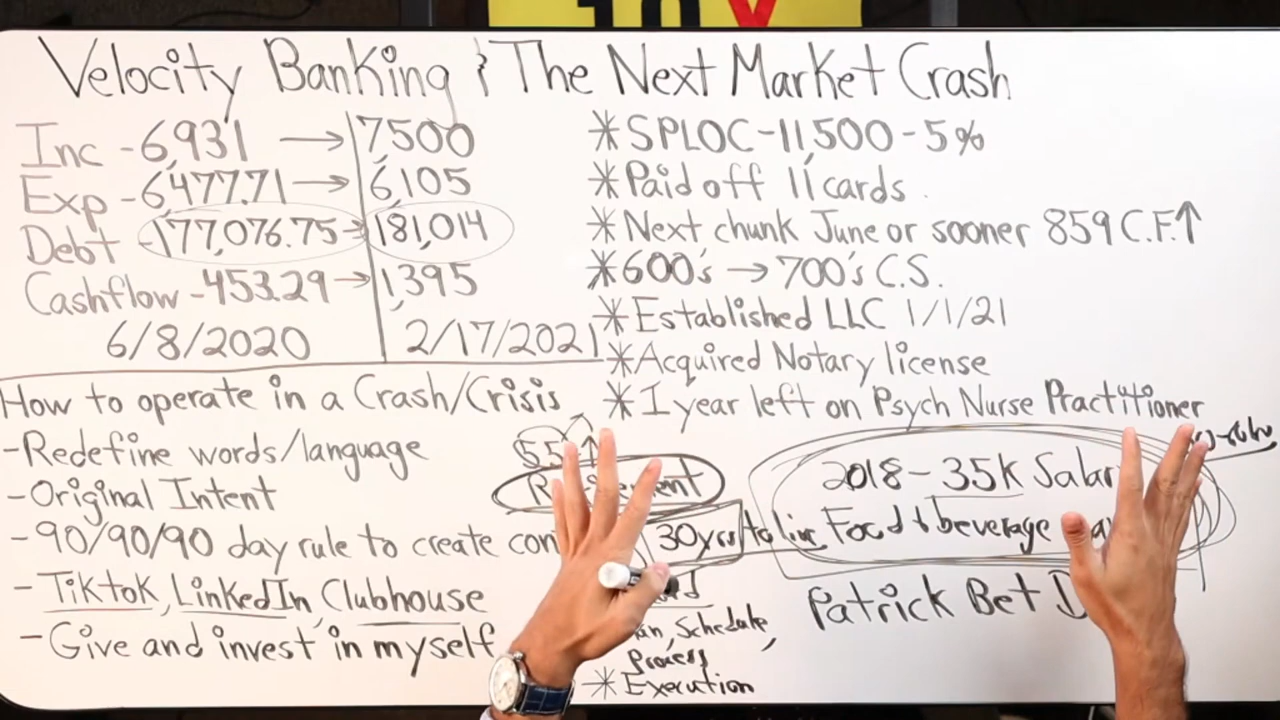 10X
Velocity Banking & The Next Market Crash
Inc - 6,931 → 7500
Exp - 6,477.71 → 6,105
Debt - 177,076.75 → 181,014
Cashflow - 453.29 → 1,395
6/8/2020 2/17/2021
* SPLOC - 11,500 - 5%
* Paid off 11 cards.
* Next chunk June or sooner 859 C.F.↑
* 600's → 700's C.S.
* Established LLC 1/1/21
* Acquired Notary license
* 1 year left on Psych Nurse Practitioner
How to operate in a Crash/Crisis
- Redefine words/language
- Original Intent
- 90/90/90 day rule to create con
- Tiktok, LinkedIn, Clubhouse
- Give and invest in myself
55 ↑
30yrs to live
Schedule,
Process
* Execution
2018 - 35K Salar
Food & beverage
Patrick Bet D